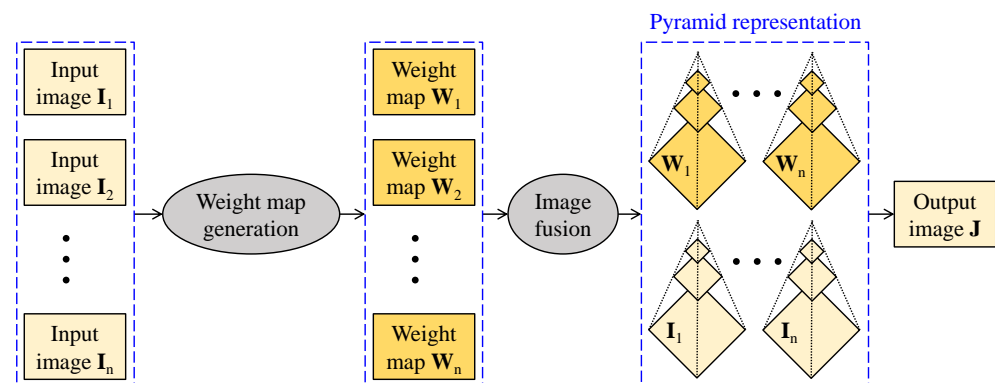 Pyramid representation
Input
image I₁
Input
image I₂
Input
image Iₙ
Weight map
generation
Weight
map W₁
Weight
map W₂
Weight
map Wₙ
Image
fusion
W₁
Wₙ
I₁
Iₙ
Output
image J